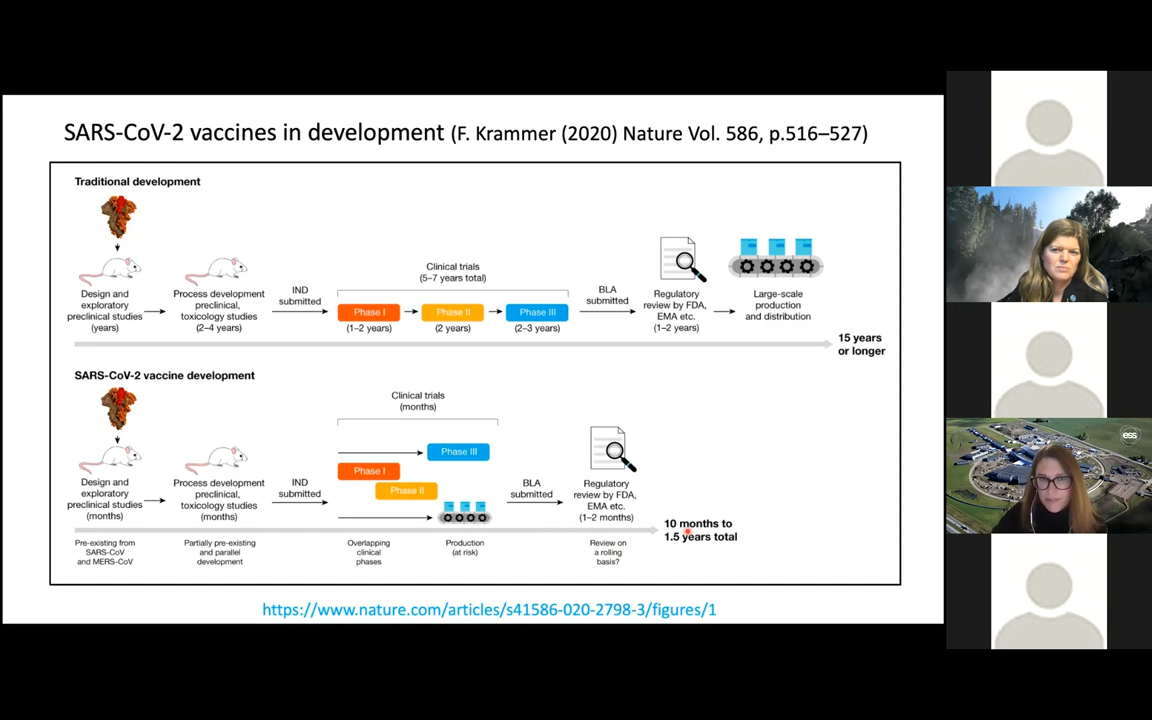 SARS-CoV-2 vaccines in development (F. Krammer (2020) Nature Vol. 586, p.516–527)
Traditional development
Design and
exploratory
preclinical studies
(years)
Process development
preclinical,
toxicology studies
(2–4 years)
IND
submitted
Clinical trials
(5–7 years total)
Phase I
(1–2 years)
Phase II
(2 years)
Phase III
(2–3 years)
BLA
submitted
Regulatory
review by FDA,
EMA etc.
(1–2 years)
Large-scale
production
and distribution
15 years
or longer
SARS-CoV-2 vaccine development
Design and
exploratory
preclinical studies
(months)
Process development
preclinical,
toxicology studies
(months)
IND
submitted
Clinical trials
(months)
Phase III
Phase I
Phase II
BLA
submitted
Regulatory
review by FDA,
EMA etc.
(1–2 months)
10 months to
1.5 years total
Pre-existing from
SARS-CoV
and MERS-CoV
Partially pre-existing
and parallel
development
Overlapping
clinical
phases
Production
(at risk)
Review on
a rolling
basis?
https://www.nature.com/articles/s41586-020-2798-3/figures/1
ess